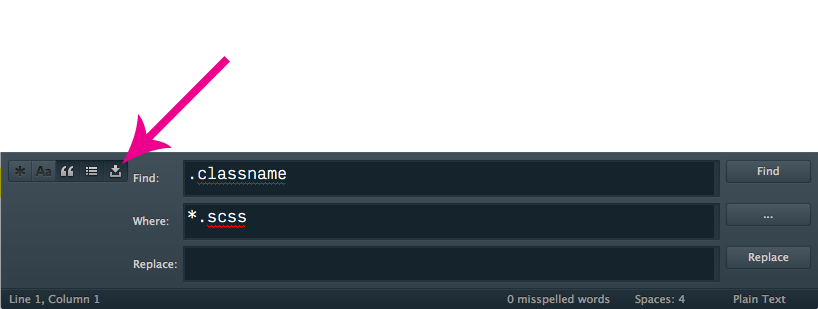 * Aa “
Find: .classname Find
Where: *.scss ...
Replace: Replace
Line 1, Column 1 0 misspelled words Spaces: 4 Plain Text